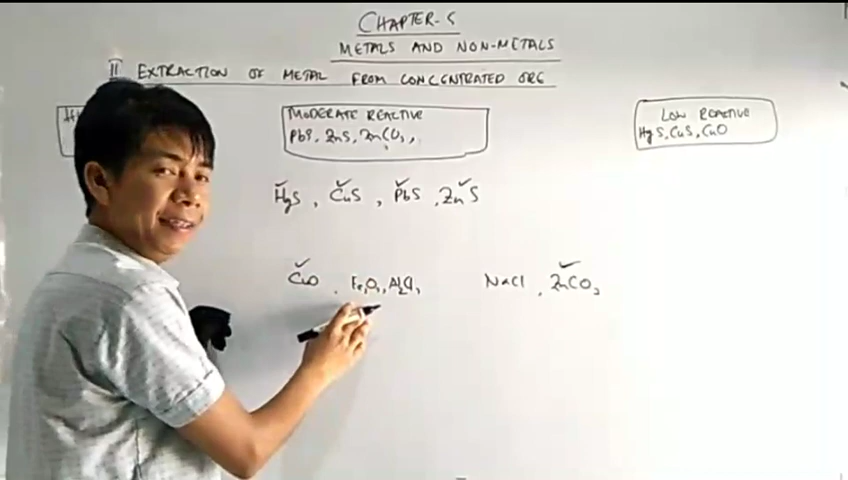 CHAPTER-5
METALS AND NON-METALS
II EXTRACTION OF METAL FROM CONCENTRATED ORE
MODERATE REACTIVE
PbS, ZnS, ZnCO3,
LOW REACTIVE
HgS, CuS, CuO
HgS, CuS, PbS, ZnS
CuO, Fe2O3, Al2O3 NaCl, ZnCO3